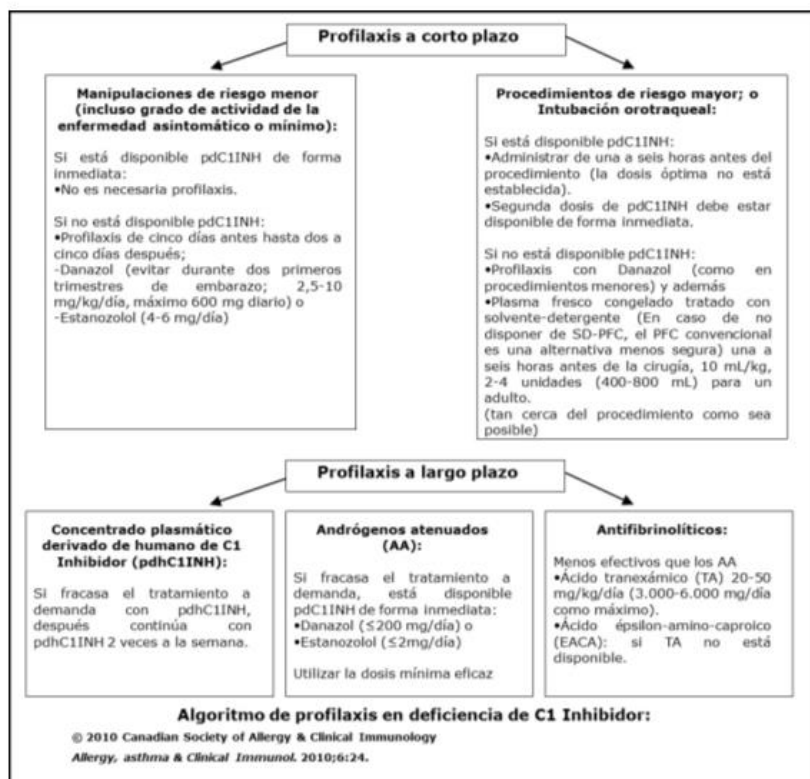 Profilaxis a corto plazo
Manipulaciones de riesgo menor
(incluso grado de actividad de la
enfermedad asintomático o mínimo):
Si está disponible pdC1INH de forma
inmediata:
•No es necesaria profilaxis.
Si no está disponible pdC1INH:
•Profilaxis de cinco días antes hasta dos a
cinco días después;
-Danazol (evitar durante dos primeros
trimestres de embarazo; 2,5-10
mg/kg/día, máximo 600 mg diario) o
-Estanozolol (4-6 mg/día)
Procedimientos de riesgo mayor; o
Intubación orotraqueal:
Si está disponible pdC1INH:
•Administrar de una a seis horas antes del
procedimiento (la dosis óptima no está
establecida).
•Segunda dosis de pdC1INH debe estar
disponible de forma inmediata.
Si no está disponible pdC1INH:
•Profilaxis con Danazol (como en
procedimientos menores) y además
•Plasma fresco congelado tratado con
solvente-detergente (En caso de no
disponer de SD-PFC, el PFC convencional
es una alternativa menos segura) una a
seis horas antes de la cirugía, 10 mL/kg,
2-4 unidades (400-800 mL) para un
adulto.
(tan cerca del procedimiento como sea
posible)
Profilaxis a largo plazo
Concentrado plasmático
derivado de humano de C1
Inhibidor (pdhC1INH):
Si fracasa el tratamiento a
demanda con pdhC1INH,
después continúa con
pdhC1INH 2 veces a la semana.
Andrógenos atenuados
(AA):
Si fracasa el tratamiento a
demanda, está disponible
pdC1INH de forma inmediata:
•Danazol (≤200 mg/día) o
•Estanozolol (≤2mg/día)
Utilizar la dosis mínima eficaz
Antifibrinolíticos:
Menos efectivos que los AA
•Ácido tranexámico (TA) 20-50
mg/kg/día (3.000-6.000 mg/día
como máximo).
•Ácido épsilon-amino-caproico
(EACA): si TA no está
disponible.
Algoritmo de profilaxis en deficiencia de C1 Inhibidor:
© 2010 Canadian Society of Allergy & Clinical Immunology
Allergy, asthma & Clinical Immunol. 2010;6:24.